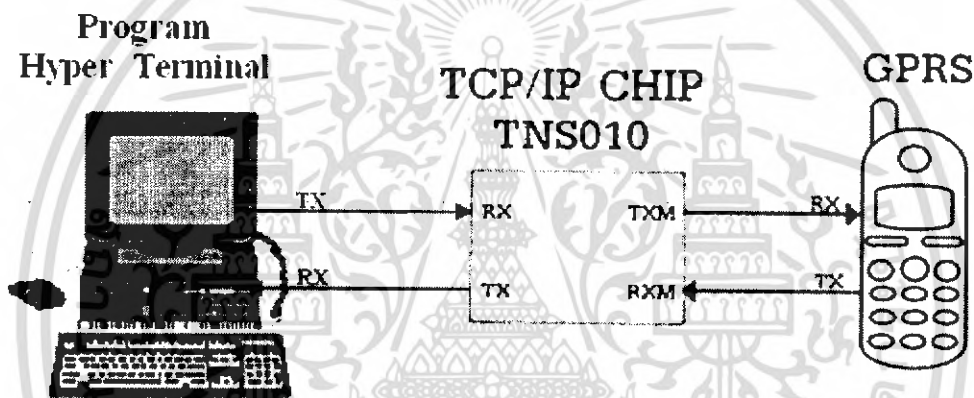 Program
Hyper Terminal
TCP/IP CHIP
TNS010
GPRS
TX
RX
TXM
RX
RX
TX
RXM
TX